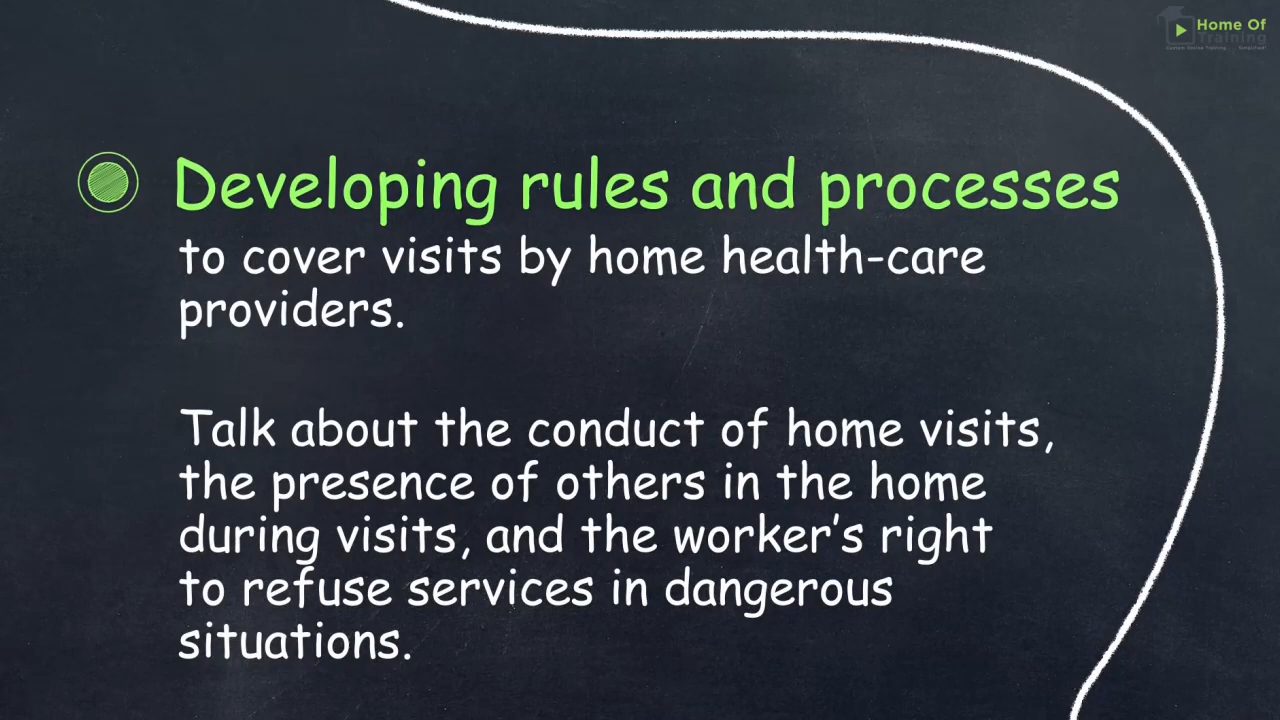 Home Of
Training
Developing rules and processes
to cover visits by home health-care
providers.
Talk about the conduct of home visits,
the presence of others in the home
during visits, and the worker’s right
to refuse services in dangerous
situations.